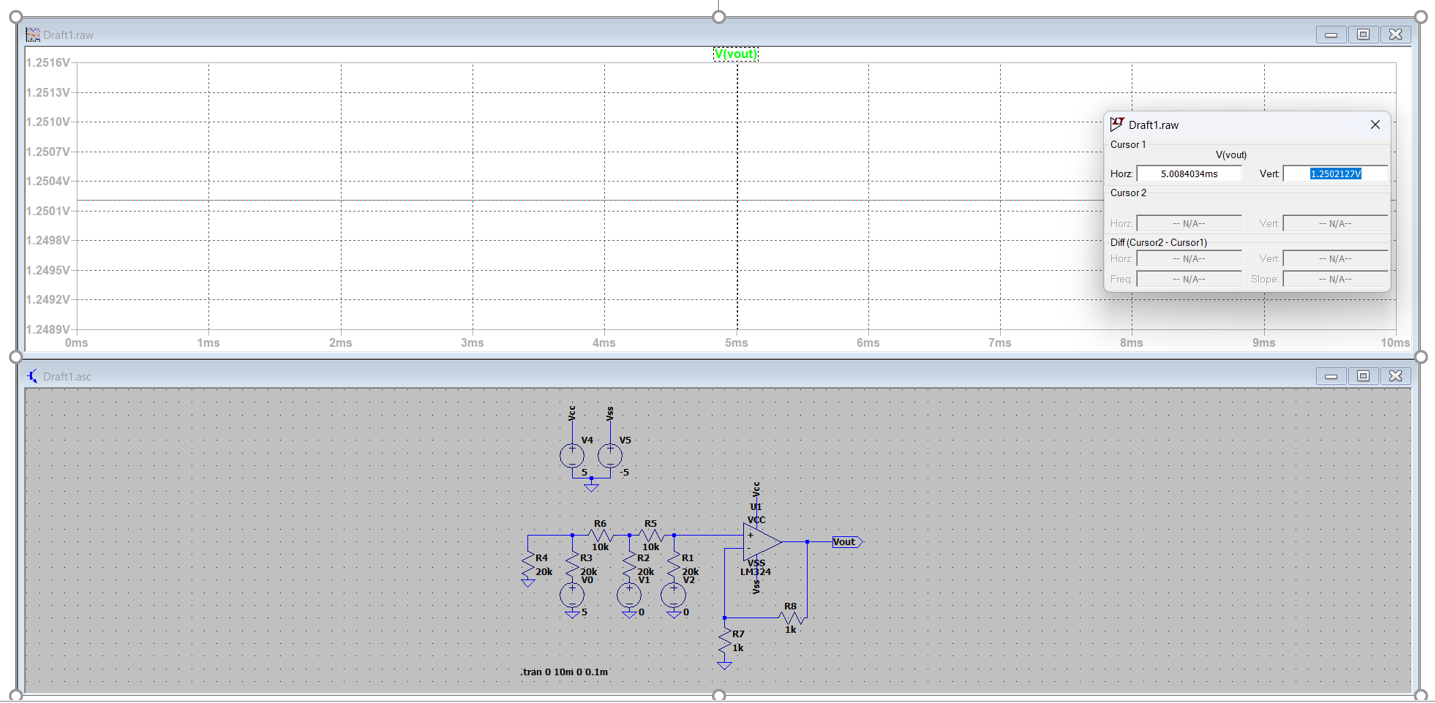 Draft1.raw
V(vout)
1.2516V
1.2513V
1.2510V
1.2507V
1.2504V
1.2501V
1.2498V
1.2495V
1.2492V
1.2489V
0ms 1ms 2ms 3ms 4ms 5ms 6ms 7ms 8ms 9ms 10ms
Draft1.raw
Cursor 1
V(vout)
Horz: 5.0084034ms Vert: 1.2502127V
Cursor 2
Horz: -- N/A-- Vert: -- N/A--
Diff (Cursor2 - Cursor1)
Horz: -- N/A-- Vert: -- N/A--
Freq: -- N/A-- Slope: -- N/A--
Draft1.asc
Vcc Vss
V4 V5
5 -5
Vcc
U1
VCC
R6 R5
10k 10k
Vout
R4 R3 R2 R1
20k 20k 20k 20k
VSS
LM324
V0 V1 V2
Vss
5 0 0
R8
1k
R7
1k
.tran 0 10m 0 0.1m